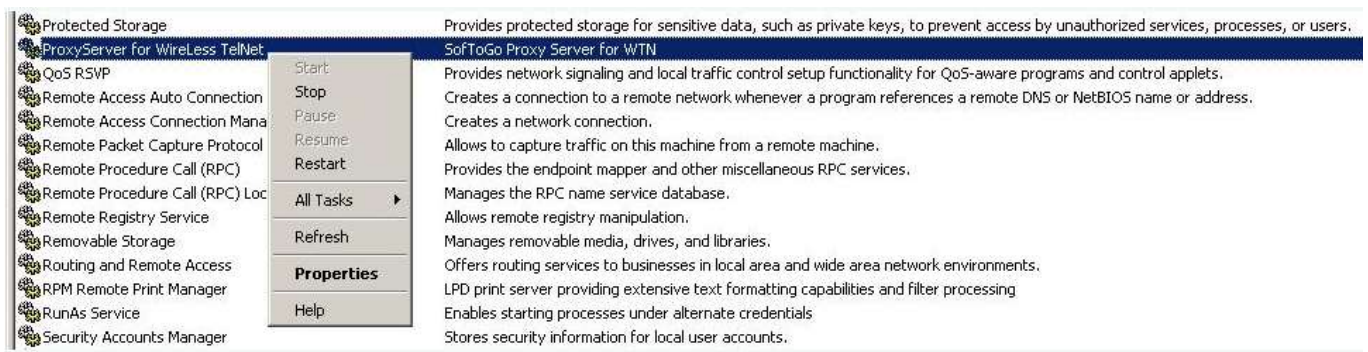 Protected Storage Provides protected storage for sensitive data, such as private keys, to prevent access by unauthorized services, processes, or users.
ProxyServer for WireLess TelNet SofToGo Proxy Server for WTN
QoS RSVP Provides network signaling and local traffic control setup functionality for QoS-aware programs and control applets.
Remote Access Auto Connection Creates a connection to a remote network whenever a program references a remote DNS or NetBIOS name or address.
Remote Access Connection Mana Creates a network connection.
Remote Packet Capture Protocol Allows to capture traffic on this machine from a remote machine.
Remote Procedure Call (RPC) Provides the endpoint mapper and other miscellaneous RPC services.
Remote Procedure Call (RPC) Loc Manages the RPC name service database.
Remote Registry Service Allows remote registry manipulation.
Removable Storage Manages removable media, drives, and libraries.
Routing and Remote Access Offers routing services to businesses in local area and wide area network environments.
RPM Remote Print Manager LPD print server providing extensive text formatting capabilities and filter processing
RunAs Service Enables starting processes under alternate credentials
Security Accounts Manager Stores security information for local user accounts.
Start
Stop
Pause
Resume
Restart
All Tasks
Refresh
Properties
Help